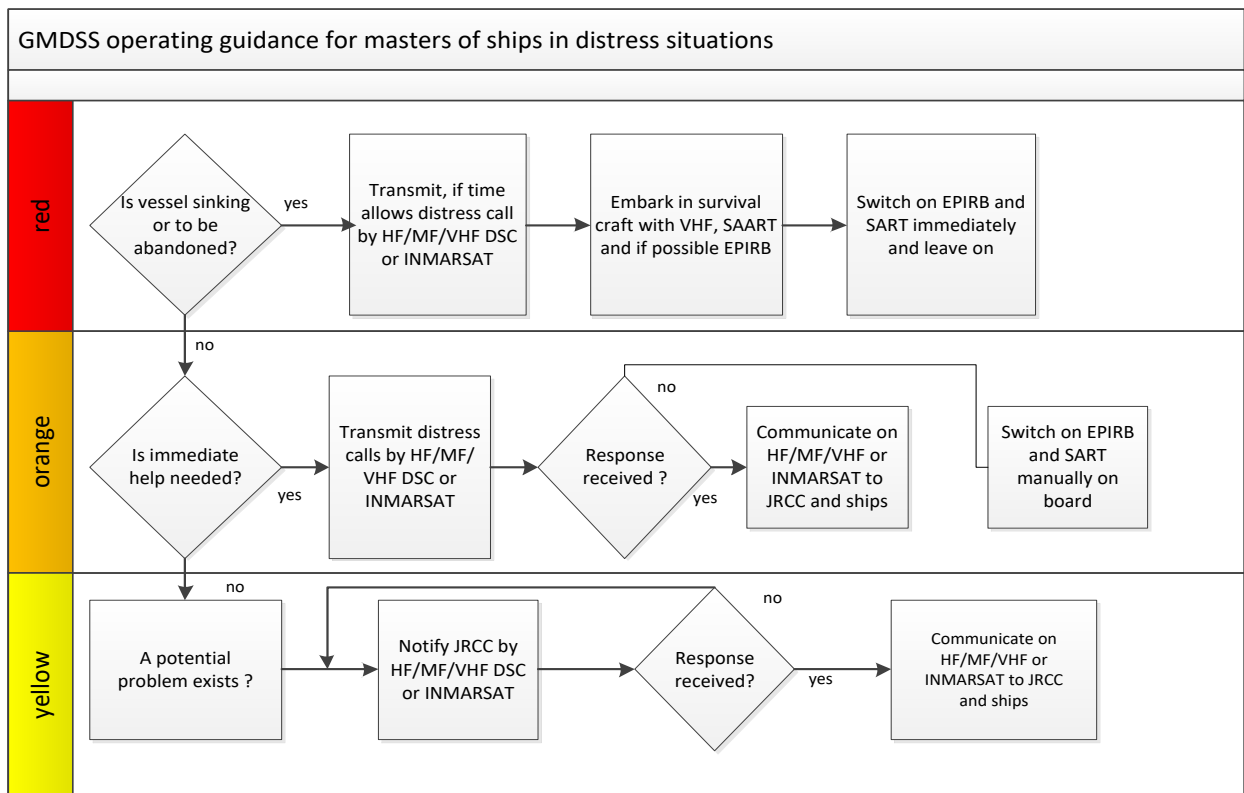 GMDSS operating guidance for masters of ships in distress situations
red
Is vessel sinking
or to be
abandoned?
yes
Transmit, if time
allows distress call
by HF/MF/VHF DSC
or INMARSAT
Embark in survival
craft with VHF, SAART
and if possible EPIRB
Switch on EPIRB and
SART immediately
and leave on
no
orange
Is immediate
help needed?
yes
Transmit distress
calls by HF/MF/
VHF DSC or
INMARSAT
Response
received ?
no
yes
Communicate on
HF/MF/VHF or
INMARSAT to
JRCC and ships
Switch on EPIRB
and SART
manually on
board
no
yellow
A potential
problem exists ?
Notify JRCC by
HF/MF/VHF DSC
or INMARSAT
Response
received?
no
yes
Communicate on
HF/MF/VHF or
INMARSAT to JRCC
and ships